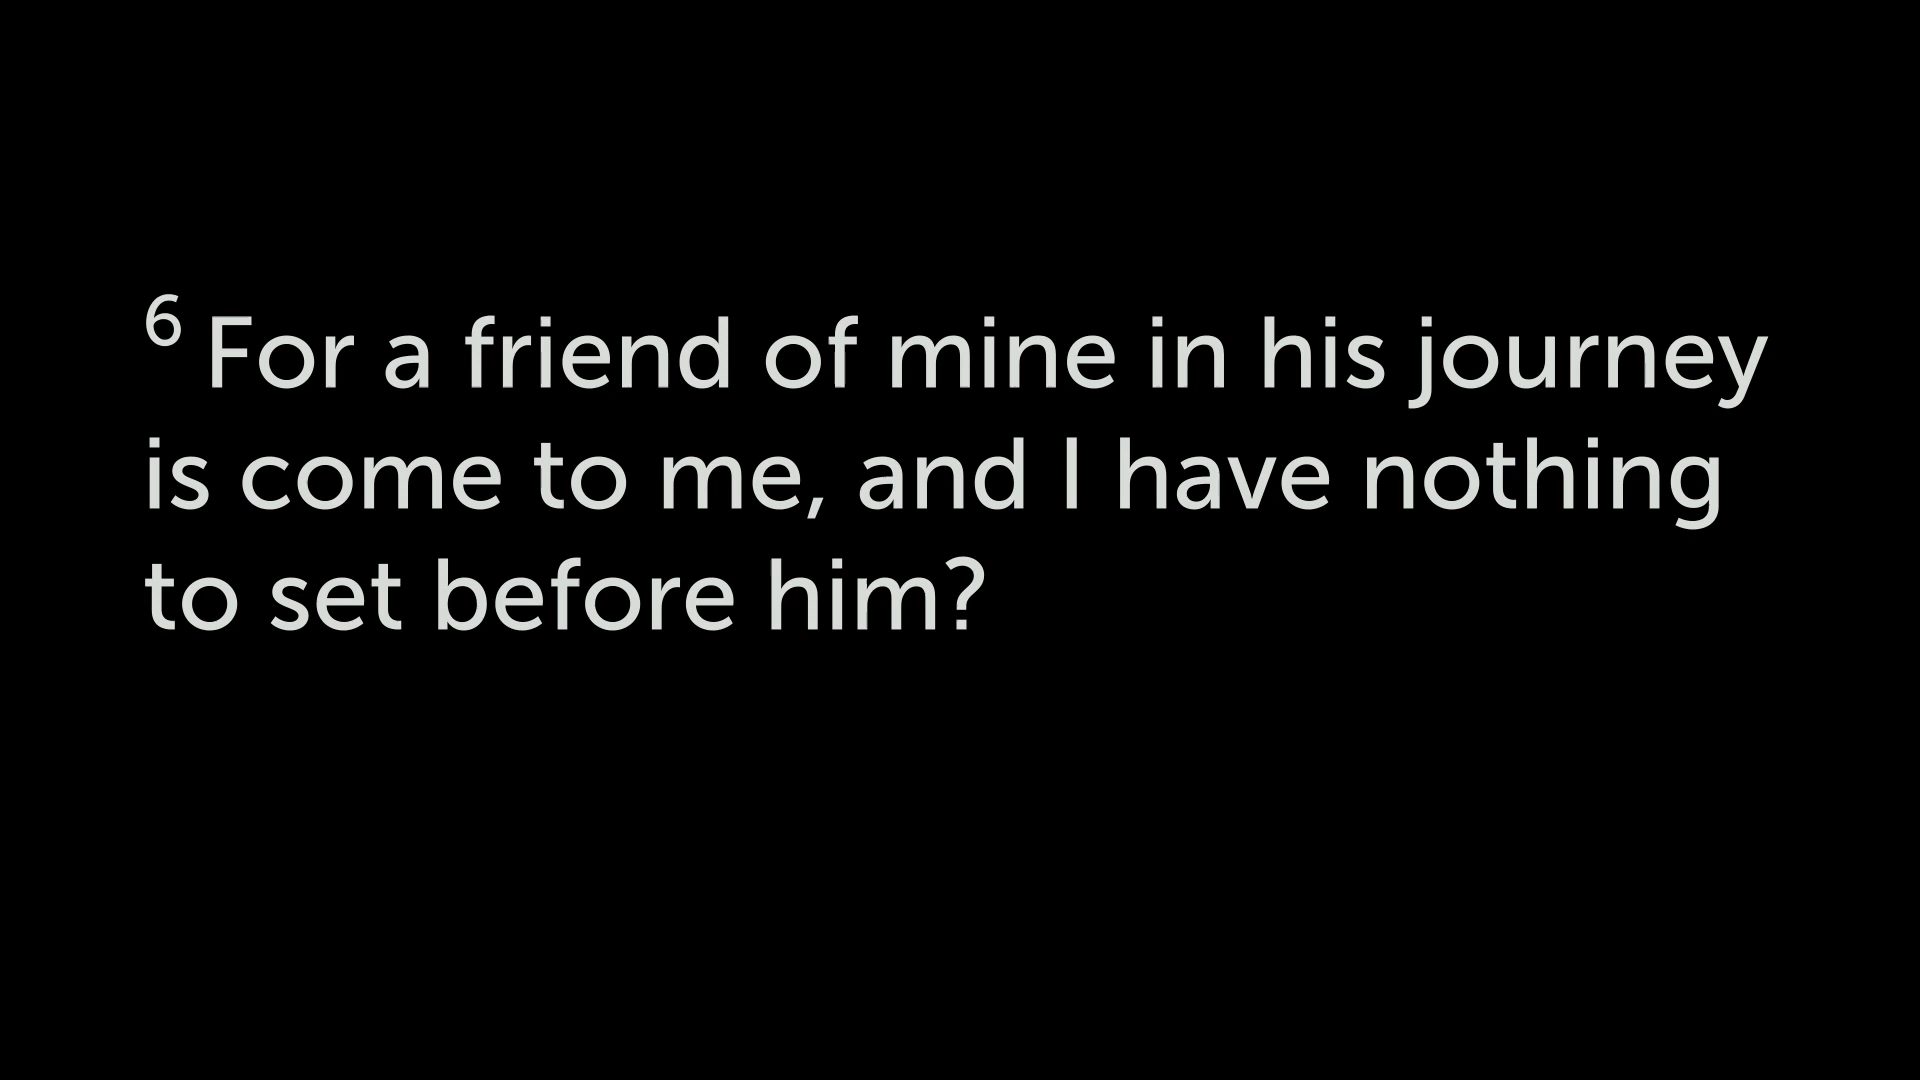 6 For a friend of mine in his journey
is come to me, and I have nothing
to set before him?